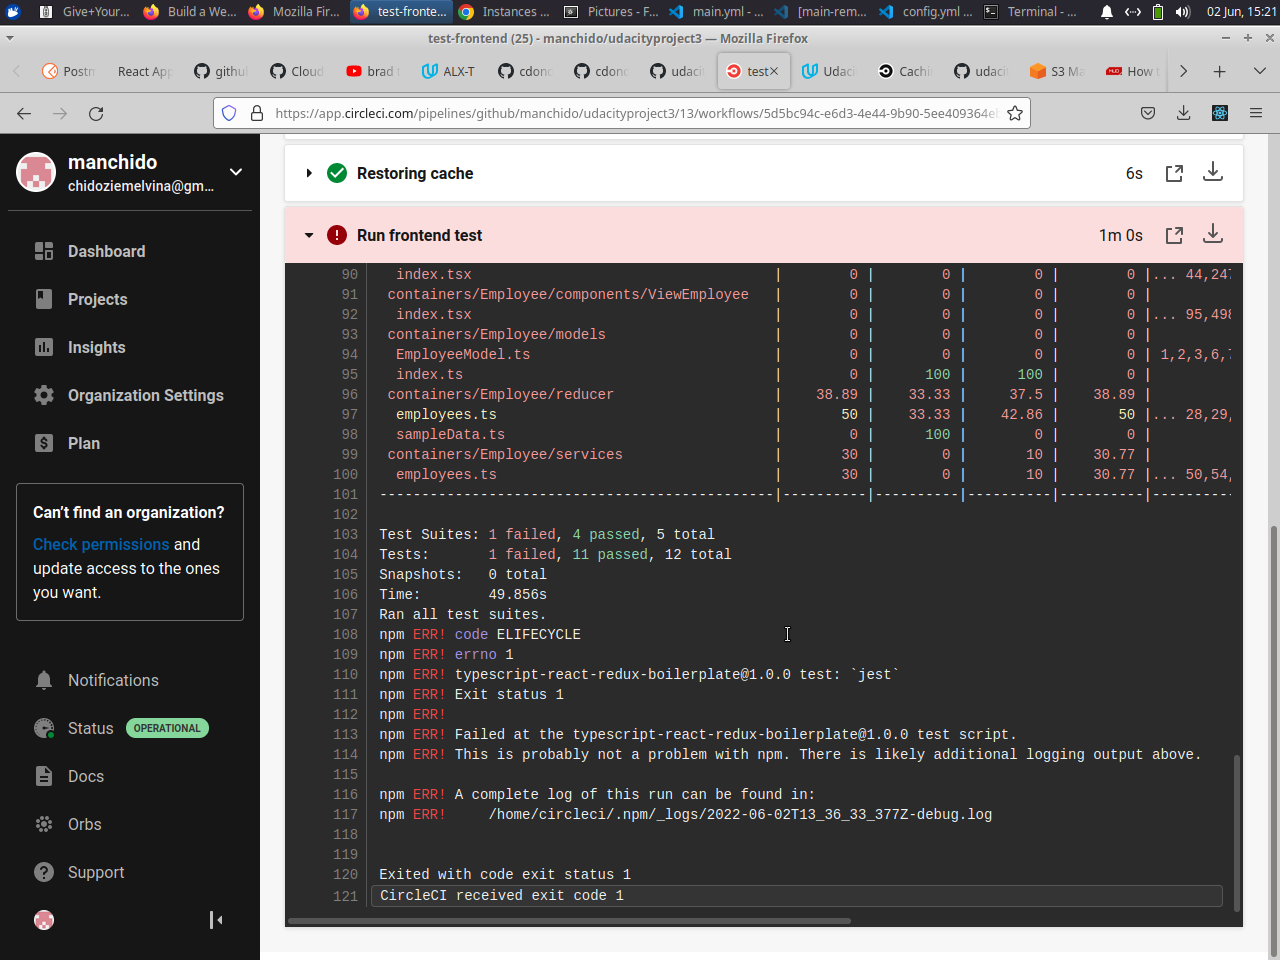 Give+Your...
Build a We...
Mozilla Fir...
test-fronte...
Instances ...
Pictures - F...
main.yml - ...
[main-rem...
config.yml ...
Terminal - ...
02 Jun, 15:21
test-frontend (25) - manchido/udacityproject3 — Mozilla Firefox
Postm
React App
githu
Cloud
brad t
ALX-T
cdond
cdond
udaci
test
Udac
Cachi
udaci
S3 Ma
How t
https://app.circleci.com/pipelines/github/manchido/udacityproject3/13/workflows/5d5bc94c-e6d3-4e44-9b90-5ee409364e
manchido
chidoziemelvina@gm...
Dashboard
Projects
Insights
Organization Settings
Plan
Can't find an organization?
Check permissions and
update access to the ones
you want.
Notifications
Status OPERATIONAL
Docs
Orbs
Support
Restoring cache 6s
Run frontend test 1m 0s
90 index.tsx | 0 | 0 | 0 | 0 |... 44,247
91 containers/Employee/components/ViewEmployee | 0 | 0 | 0 | 0 |
92 index.tsx | 0 | 0 | 0 | 0 |... 95,498
93 containers/Employee/models | 0 | 0 | 0 | 0 |
94 EmployeeModel.ts | 0 | 0 | 0 | 0 | 1,2,3,6,7
95 index.ts | 0 | 100 | 100 | 0 |
96 containers/Employee/reducer | 38.89 | 33.33 | 37.5 | 38.89 |
97 employees.ts | 50 | 33.33 | 42.86 | 50 |... 28,29,
98 sampleData.ts | 0 | 100 | 0 | 0 |
99 containers/Employee/services | 30 | 0 | 10 | 30.77 |
100 employees.ts | 30 | 0 | 10 | 30.77 |... 50,54,
101 -----------------------------------------------|----------|----------|----------|----------|----------
102
103 Test Suites: 1 failed, 4 passed, 5 total
104 Tests: 1 failed, 11 passed, 12 total
105 Snapshots: 0 total
106 Time: 49.856s
107 Ran all test suites.
108 npm ERR! code ELIFECYCLE
109 npm ERR! errno 1
110 npm ERR! typescript-react-redux-boilerplate@1.0.0 test: `jest`
111 npm ERR! Exit status 1
112 npm ERR!
113 npm ERR! Failed at the typescript-react-redux-boilerplate@1.0.0 test script.
114 npm ERR! This is probably not a problem with npm. There is likely additional logging output above.
115
116 npm ERR! A complete log of this run can be found in:
117 npm ERR! /home/circleci/.npm/_logs/2022-06-02T13_36_33_377Z-debug.log
118
119
120 Exited with code exit status 1
121 CircleCI received exit code 1